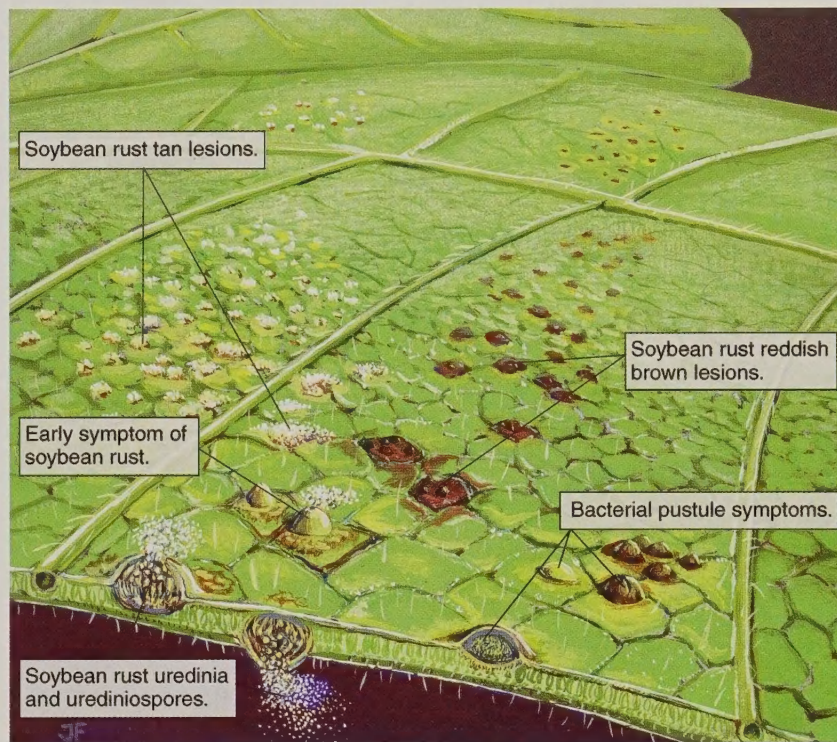 Soybean rust tan lesions.
Soybean rust reddish
brown lesions.
Early symptom of
soybean rust.
Bacterial pustule symptoms.
Soybean rust uredinia
and urediniospores.
JF